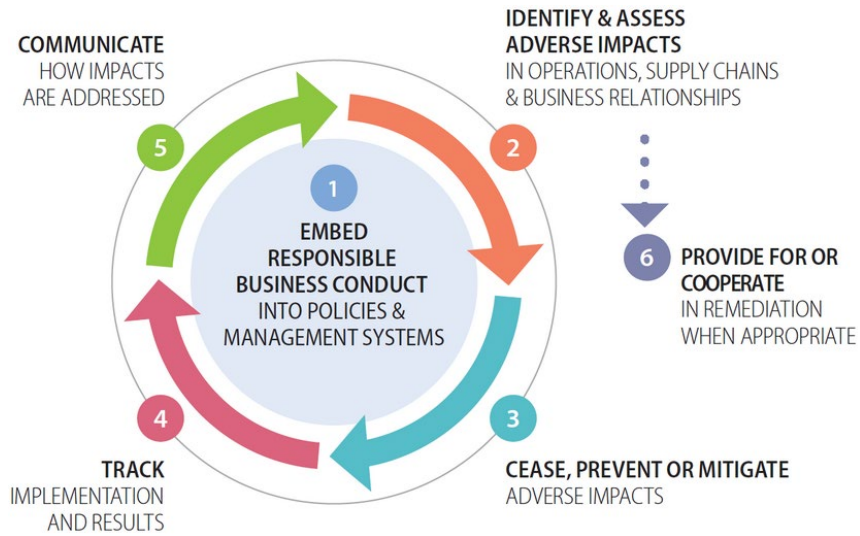 1
EMBED
RESPONSIBLE
BUSINESS CONDUCT
INTO POLICIES &
MANAGEMENT SYSTEMS
2
IDENTIFY & ASSESS
ADVERSE IMPACTS
IN OPERATIONS, SUPPLY CHAINS
& BUSINESS RELATIONSHIPS
3
CEASE, PREVENT OR MITIGATE
ADVERSE IMPACTS
4
TRACK
IMPLEMENTATION
AND RESULTS
5
COMMUNICATE
HOW IMPACTS
ARE ADDRESSED
6
PROVIDE FOR OR
COOPERATE
IN REMEDIATION
WHEN APPROPRIATE